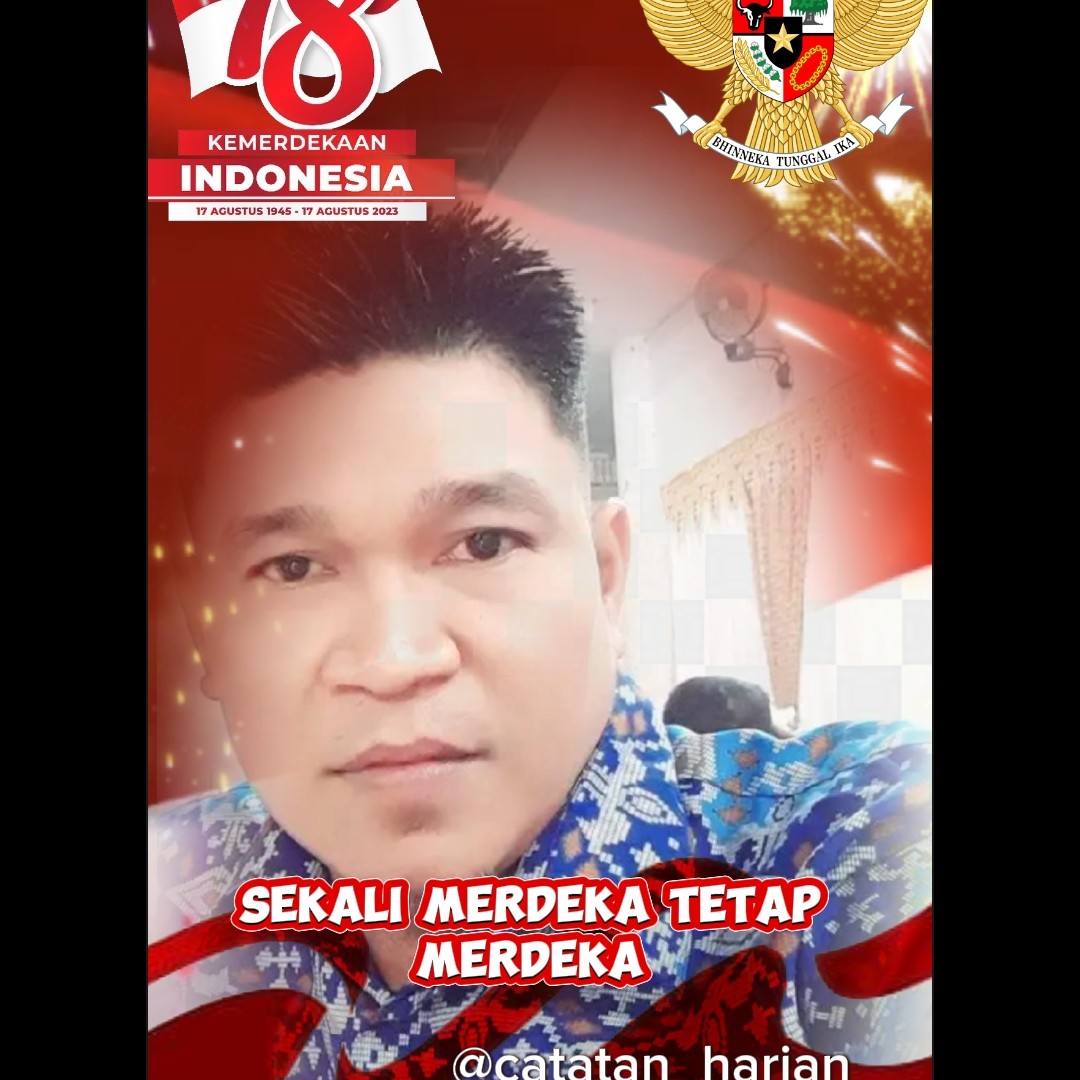 78
KEMERDEKAAN
INDONESIA
17 AGUSTUS 1945 - 17 AGUSTUS 2023
BHINNEKA TUNGGAL IKA
SEKALI MERDEKA TETAP
MERDEKA
@catatan_harian